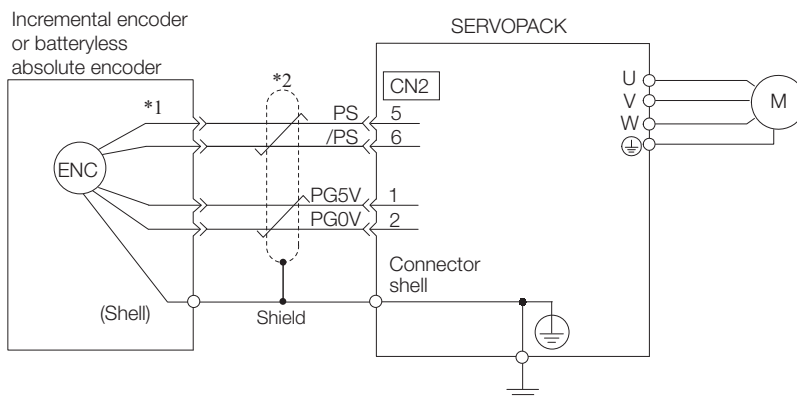 Incremental encoder
or batteryless
absolute encoder
SERVOPACK
*1
*2
CN2
PS 5
/PS 6
ENC
PG5V 1
PG0V 2
U
V
W
M
Connector
shell
(Shell)
Shield